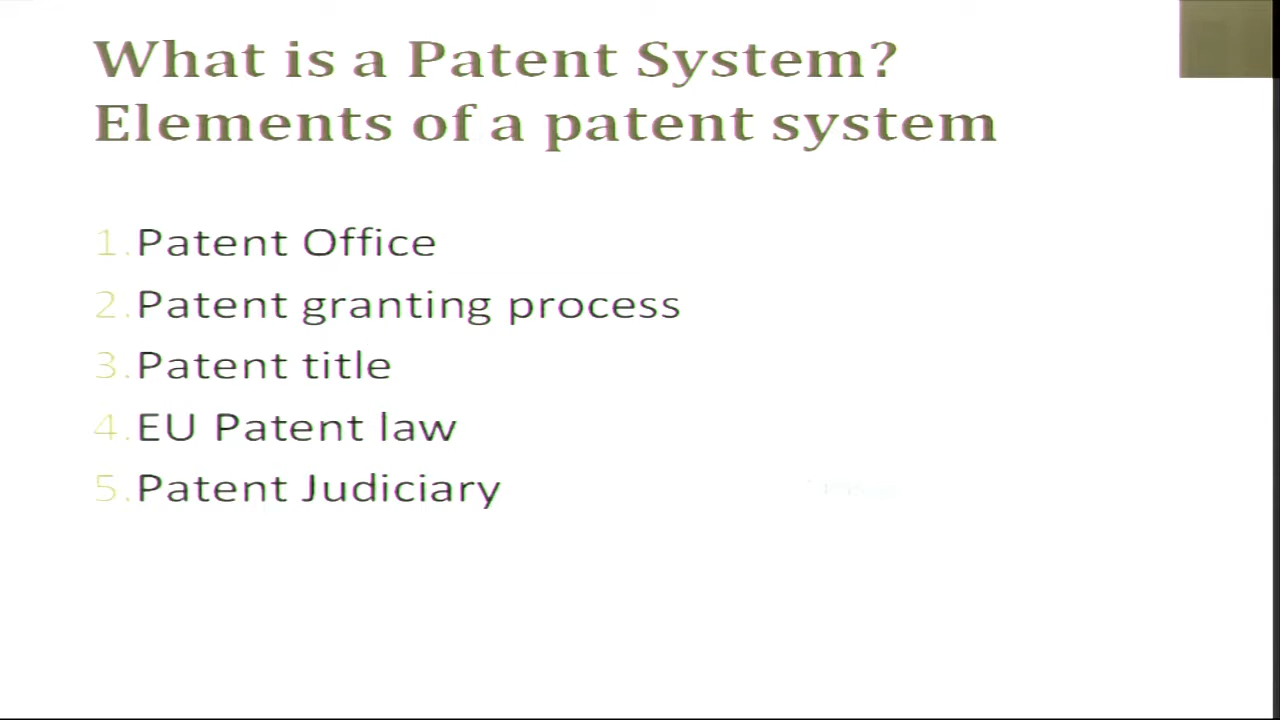 What is a Patent System?
Elements of a patent system
1. Patent Office
2. Patent granting process
3. Patent title
4. EU Patent law
5. Patent Judiciary